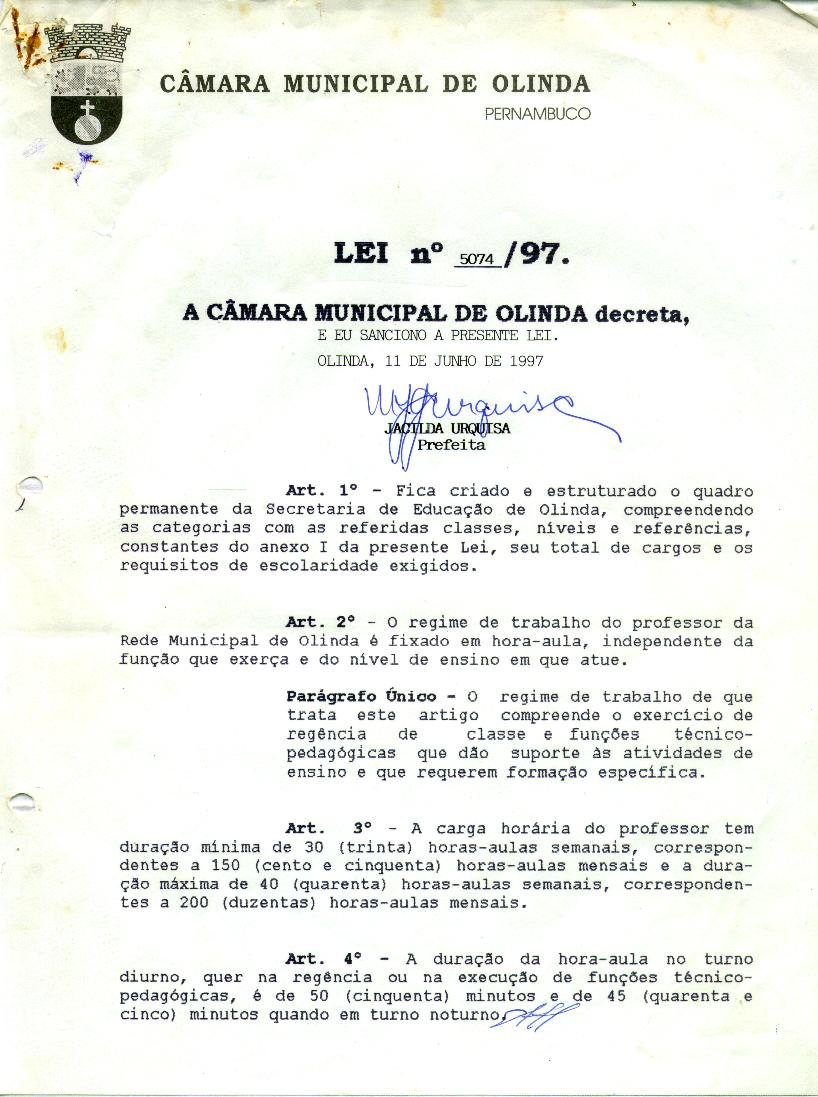 CÂMARA MUNICIPAL DE OLINDA
PERNAMBUCO
LEI nº 5074/97.
A CÂMARA MUNICIPAL DE OLINDA decreta,
E EU SANCIONO A PRESENTE LEI.
OLINDA, 11 DE JUNHO DE 1997
JACILDA URQUISA
Prefeita
Art. 1º - Fica criado e estruturado o quadro
permanente da Secretaria de Educação de Olinda, compreendendo
as categorias com as referidas classes, níveis e referências,
constantes do anexo I da presente Lei, seu total de cargos e os
requisitos de escolaridade exigidos.
Art. 2º - O regime de trabalho do professor da
Rede Municipal de Olinda é fixado em hora-aula, independente da
função que exerça e do nível de ensino em que atue.
Parágrafo Único - O regime de trabalho de que
trata este artigo compreende o exercício de
regência de classe e funções técnico-
pedagógicas que dão suporte às atividades de
ensino e que requerem formação específica.
Art. 3º - A carga horária do professor tem
duração mínima de 30 (trinta) horas-aulas semanais, correspon-
dentes a 150 (cento e cinquenta) horas-aulas mensais e a dura-
ção máxima de 40 (quarenta) horas-aulas semanais, corresponden-
tes a 200 (duzentas) horas-aulas mensais.
Art. 4º - A duração da hora-aula no turno
diurno, quer na regência ou na execução de funções técnico-
pedagógicas, é de 50 (cinquenta) minutos e de 45 (quarenta e
cinco) minutos quando em turno noturno.